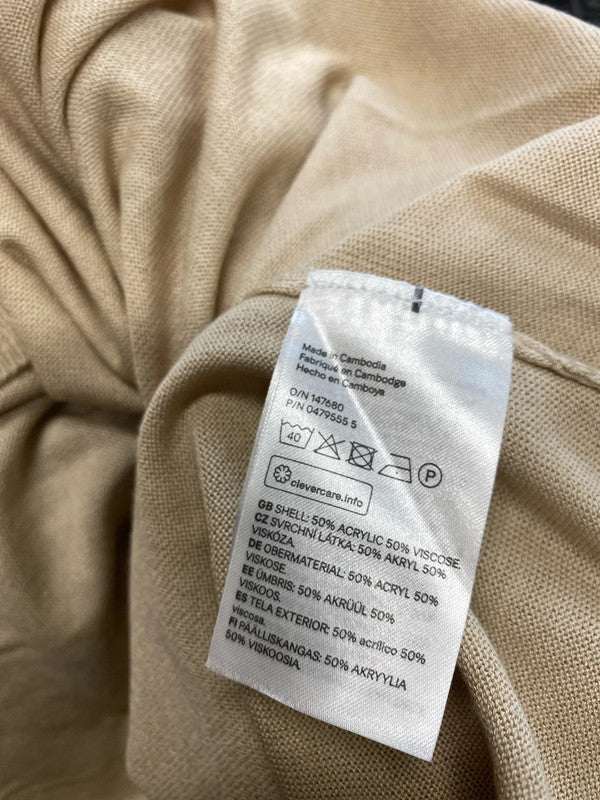 Made in Cambodia
Fabriqué en Cambodge
Hecho en Camboya
O/N 147680
P/N 0479555 5
40 P
clevercare.info
GB SHELL: 50% ACRYLIC 50% VISCOSE.
CZ SVRCHNÍ LÁTKA: 50% AKRYL 50%
VISKÓZA.
DE OBERMATERIAL: 50% ACRYL 50%
VISKOSE.
EE ÜMBRIS: 50% AKRÜÜL 50%
VISKOOS.
ES TELA EXTERIOR: 50% acrílico 50%
viscosa.
FI PÄÄLLISKANGAS: 50% AKRYYLIA
50% VISKOOSIA.